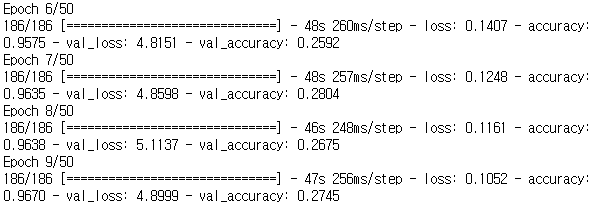 Epoch 6/50
186/186 [==============================] - 48s 260ms/step - loss: 0.1407 - accuracy:
0.9575 - val_loss: 4.8151 - val_accuracy: 0.2592
Epoch 7/50
186/186 [==============================] - 48s 257ms/step - loss: 0.1248 - accuracy:
0.9635 - val_loss: 4.8598 - val_accuracy: 0.2804
Epoch 8/50
186/186 [==============================] - 46s 248ms/step - loss: 0.1161 - accuracy:
0.9638 - val_loss: 5.1137 - val_accuracy: 0.2675
Epoch 9/50
186/186 [==============================] - 47s 256ms/step - loss: 0.1052 - accuracy:
0.9670 - val_loss: 4.8999 - val_accuracy: 0.2745